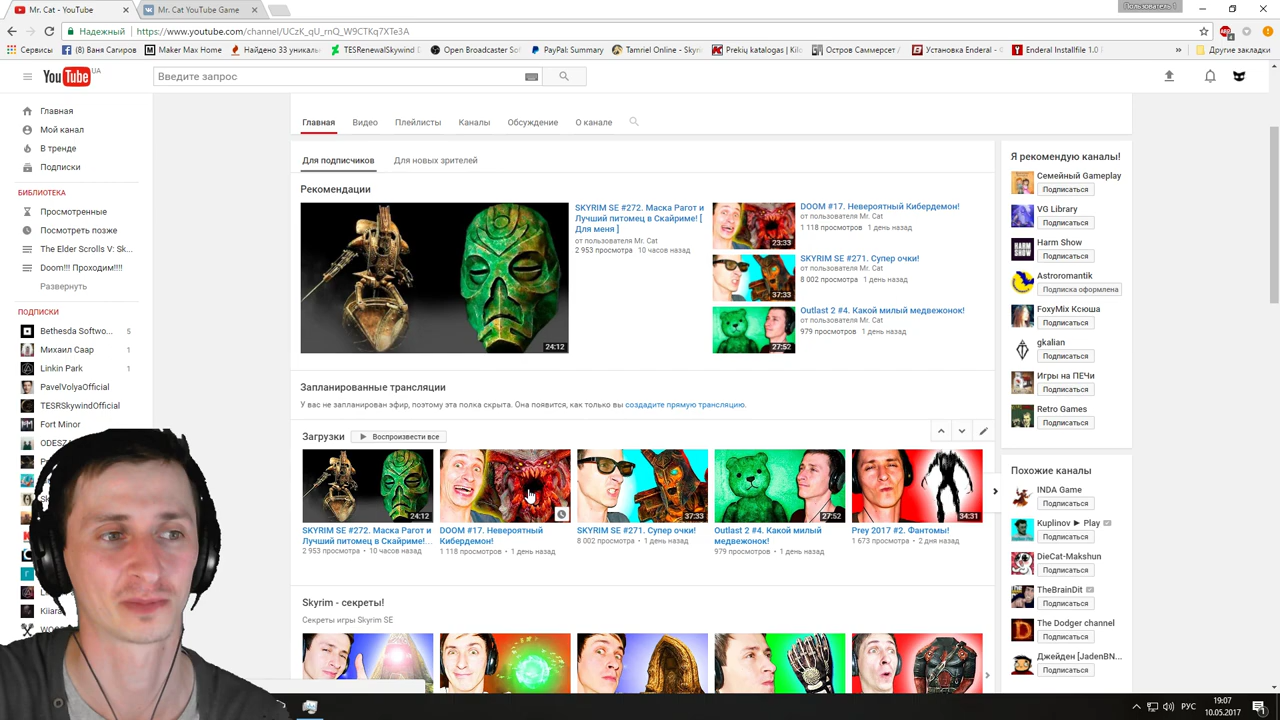 Mr. Cat - YouTube
Mr. Cat YouTube Game
Пользователь 1
Надежный
https://www.youtube.com/channel/UCzK_qU_mQ_W9CTKq7XTe3A
Сервисы
(8) Ваня Сагиров
Maker Max Home
Найдено 33 уникаль
TESRenewalSkywind D
Open Broadcaster Sof
PayPal: Summary
Tamriel Online - Skyri
Prekių katalogas | Kilo
Остров Саммерсет /
Установка Enderal - G
Enderal Installfile 1.0
Другие закладки
YouTube UA
Введите запрос
Главная
Мой канал
В тренде
Подписки
БИБЛИОТЕКА
Просмотренные
Посмотреть позже
The Elder Scrolls V: Sk...
Doom!!! Проходим!!!!
Развернуть
ПОДПИСКИ
Bethesda Softwo... 5
Михаил Саар 1
Linkin Park 1
PavelVolyaOfficial
TESRSkywindOfficial
Fort Minor
ODESZA
Kiiara
Главная
Видео
Плейлисты
Каналы
Обсуждение
О канале
Для подписчиков
Для новых зрителей
Рекомендации
24:12
SKYRIM SE #272. Маска Рагот и
Лучший питомец в Скайриме! [
Для меня ]
от пользователя Mr. Cat
2 953 просмотра 10 часов назад
23:33
DOOM #17. Невероятный Кибердемон!
от пользователя Mr. Cat
1 118 просмотров 1 день назад
37:33
SKYRIM SE #271. Супер очки!
от пользователя Mr. Cat
8 002 просмотра 1 день назад
27:52
Outlast 2 #4. Какой милый медвежонок!
от пользователя Mr. Cat
979 просмотров 1 день назад
Запланированные трансляции
У вас не запланирован эфир, поэтому эта полка скрыта. Она появится, как только вы создадите прямую трансляцию.
Загрузки
Воспроизвести все
24:12
SKYRIM SE #272. Маска Рагот и
Лучший питомец в Скайриме!...
2 953 просмотра • 10 часов назад
DOOM #17. Невероятный
Кибердемон!
1 118 просмотров • 1 день назад
37:33
SKYRIM SE #271. Супер очки!
8 002 просмотра • 1 день назад
27:52
Outlast 2 #4. Какой милый
медвежонок!
979 просмотров • 1 день назад
34:31
Prey 2017 #2. Фантомы!
1 673 просмотра • 2 дня назад
Skyrim - секреты!
Секреты игры Skyrim SE
Я рекомендую каналы!
Семейный Gameplay
Подписаться
VG Library
Подписаться
Harm Show
Подписаться
Astroromantik
Подписка оформлена
FoxyMix Ксюша
Подписаться
gkalian
Подписаться
Игры на ПЕЧи
Подписаться
Retro Games
Подписаться
Похожие каналы
INDA Game
Подписаться
Kuplinov ► Play
Подписаться
DieCat-Makshun
Подписаться
TheBrainDit
Подписаться
The Dodger channel
Подписаться
Джейден [JadenBN...
Подписаться
РУС
19:07
10.05.2017